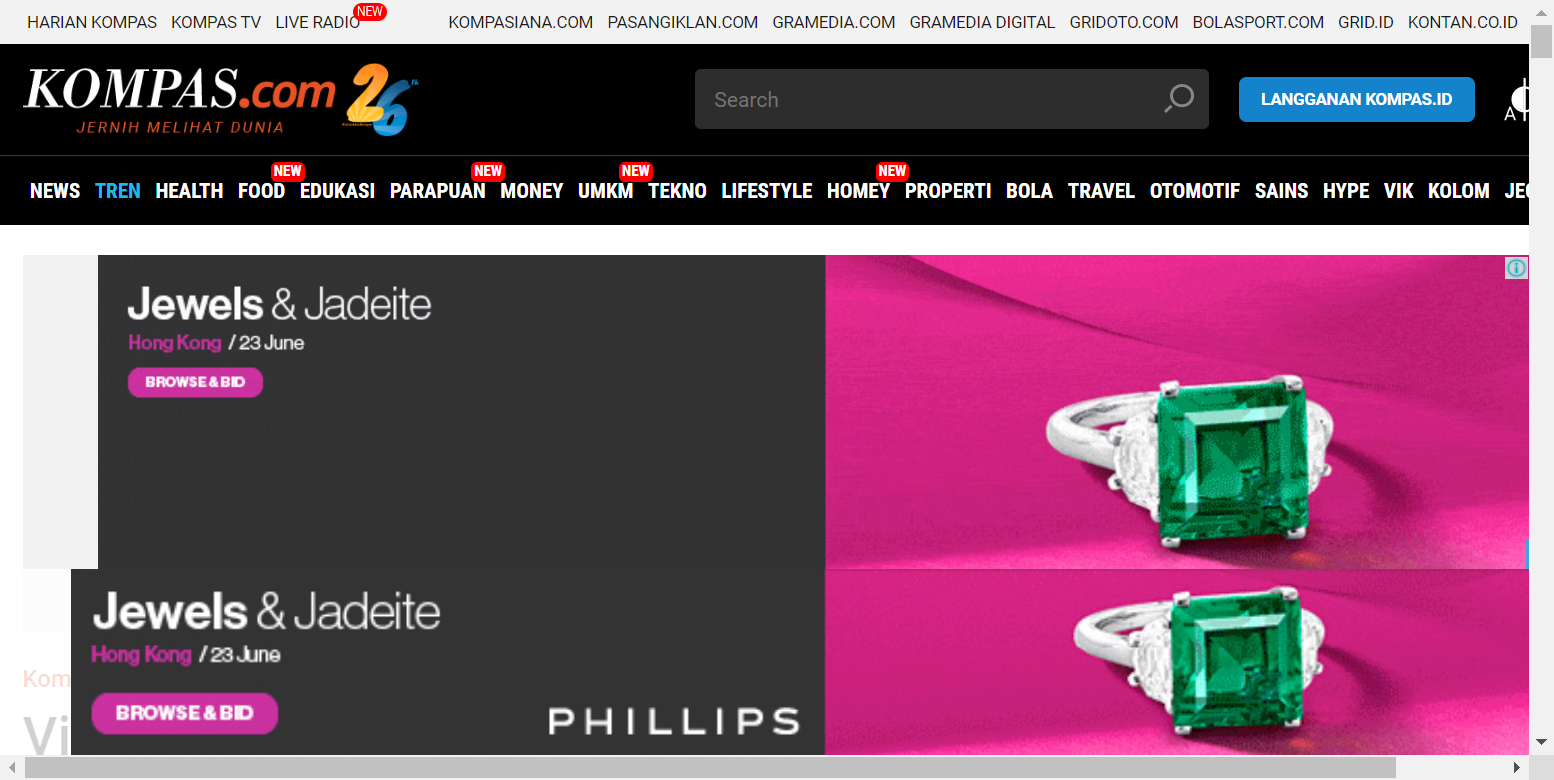 HARIAN KOMPAS KOMPAS TV LIVE RADIO NEW KOMPASIANA.COM PASANGIKLAN.COM GRAMEDIA.COM GRAMEDIA DIGITAL GRIDOTO.COM BOLASPORT.COM GRID.ID KONTAN.CO.ID
KOMPAS.com 26
JERNIH MELIHAT DUNIA
Search
LANGGANAN KOMPAS.ID
A
NEW NEW NEW NEW
NEWS TREN HEALTH FOOD EDUKASI PARAPUAN MONEY UMKM TEKNO LIFESTYLE HOMEY PROPERTI BOLA TRAVEL OTOMOTIF SAINS HYPE VIK KOLOM
Jewels & Jadeite
Hong Kong / 23 June
BROWSE & BID
Jewels & Jadeite
Hong Kong / 23 June
BROWSE & BID
PHILLIPS
Kom
Vi